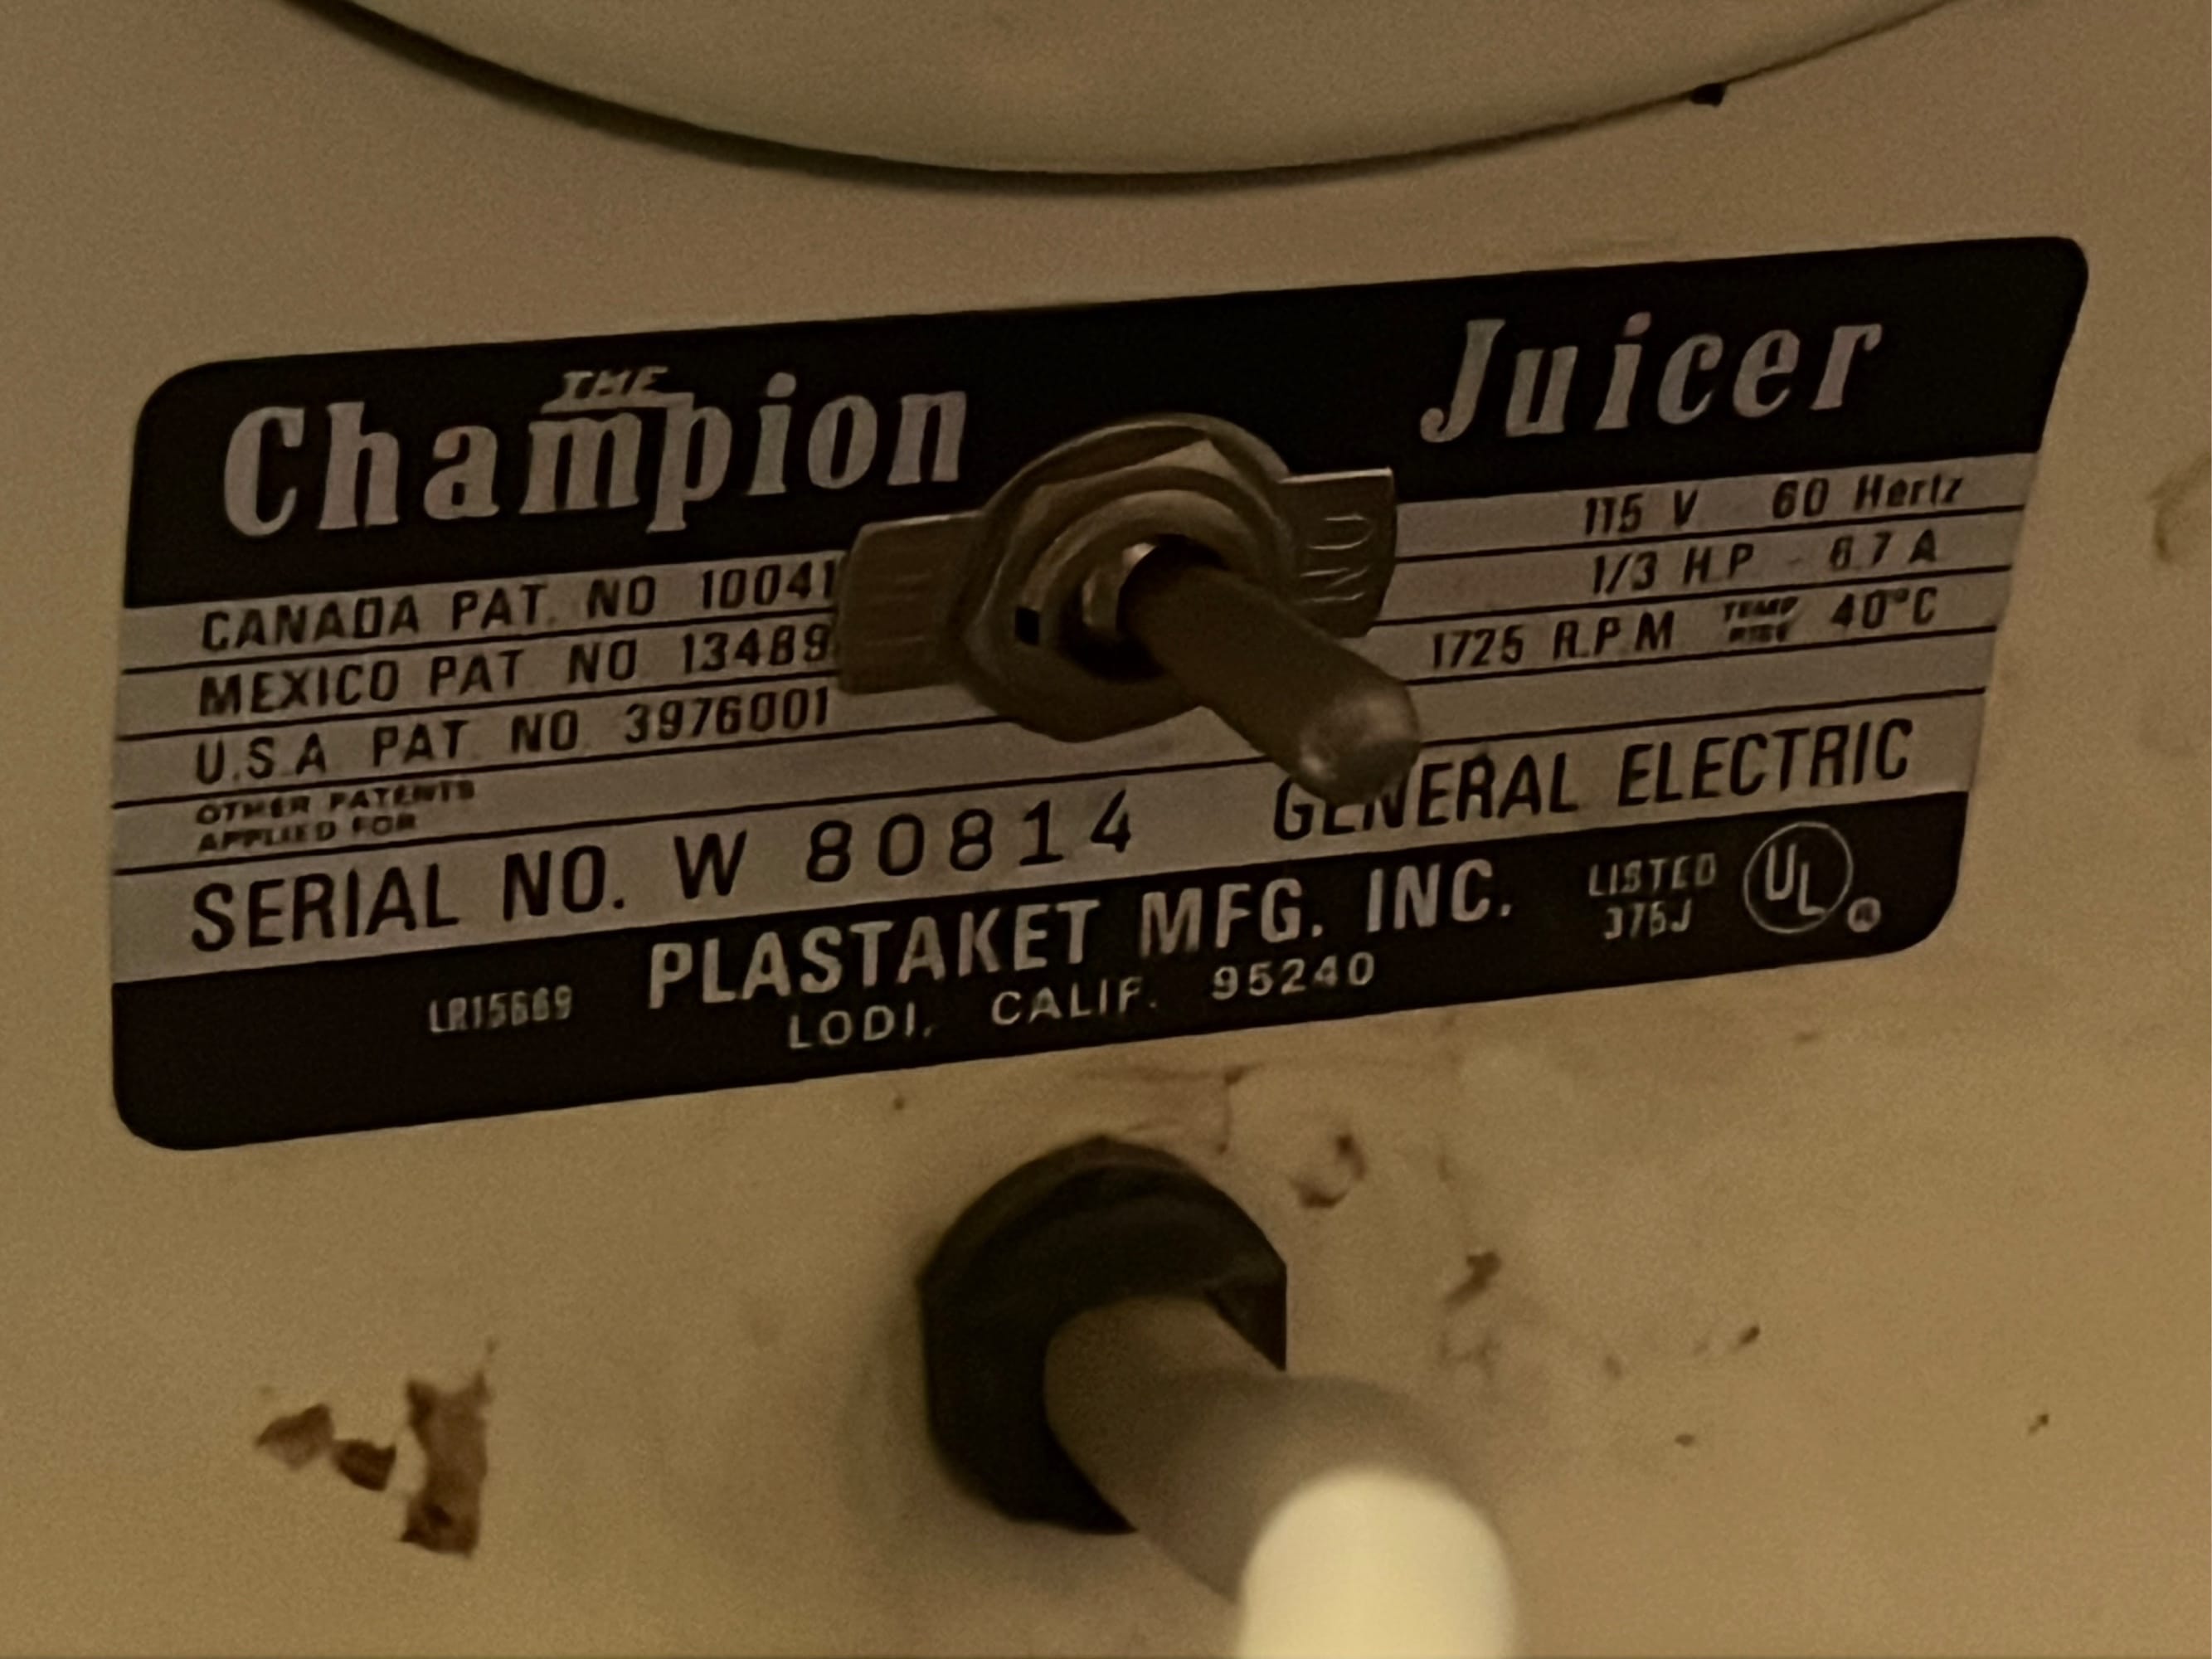 THE
Champion Juicer
115 V 60 Hertz
CANADA PAT. NO 10041
1/3 H.P - 6.7 A
MEXICO PAT NO 13489
1725 R.P.M TEMP RISE 40°C
U.S.A PAT. NO 3976001
OTHER PATENTS
APPLIED FOR
SERIAL NO. W 80814 GENERAL ELECTRIC
PLASTAKET MFG. INC.
LISTED
UL
LODI, CALIF. 95240
ON